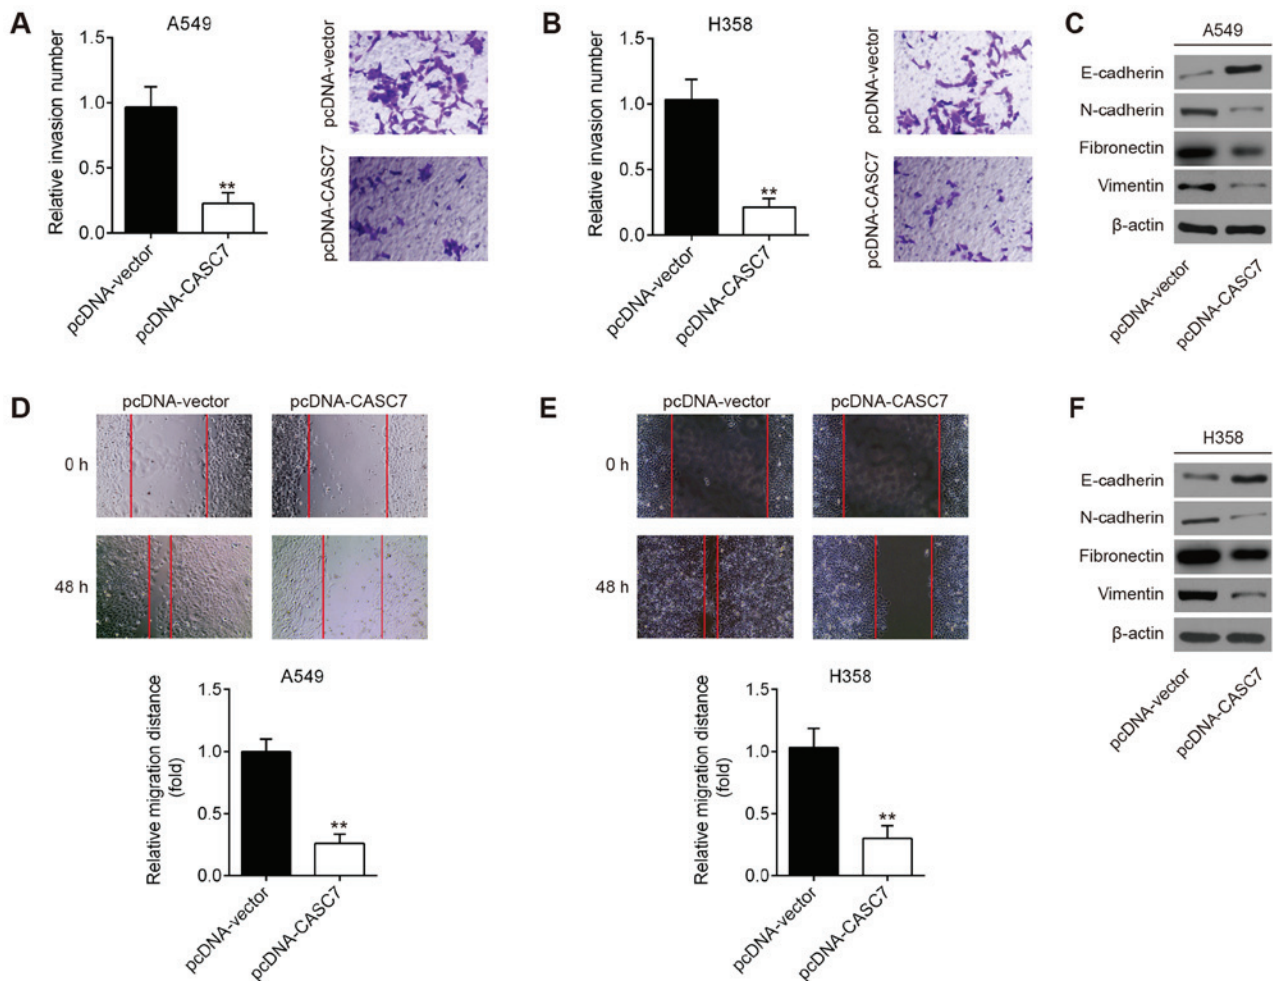 A
A549
Relative invasion number
1.5
1.0
0.5
0.0
**
pcDNA-vector
pcDNA-CASC7
pcDNA-vector
pcDNA-CASC7
B
H358
Relative invasion number
1.5
1.0
0.5
0.0
**
pcDNA-vector
pcDNA-CASC7
pcDNA-vector
pcDNA-CASC7
C
A549
E-cadherin
N-cadherin
Fibronectin
Vimentin
β-actin
pcDNA-vector
pcDNA-CASC7
D
pcDNA-vector
pcDNA-CASC7
0 h
48 h
A549
Relative migration distance
(fold)
1.5
1.0
0.5
0.0
**
pcDNA-vector
pcDNA-CASC7
E
pcDNA-vector
pcDNA-CASC7
0 h
48 h
H358
Relative migration distance
(fold)
1.5
1.0
0.5
0.0
**
pcDNA-vector
pcDNA-CASC7
F
H358
E-cadherin
N-cadherin
Fibronectin
Vimentin
β-actin
pcDNA-vector
pcDNA-CASC7